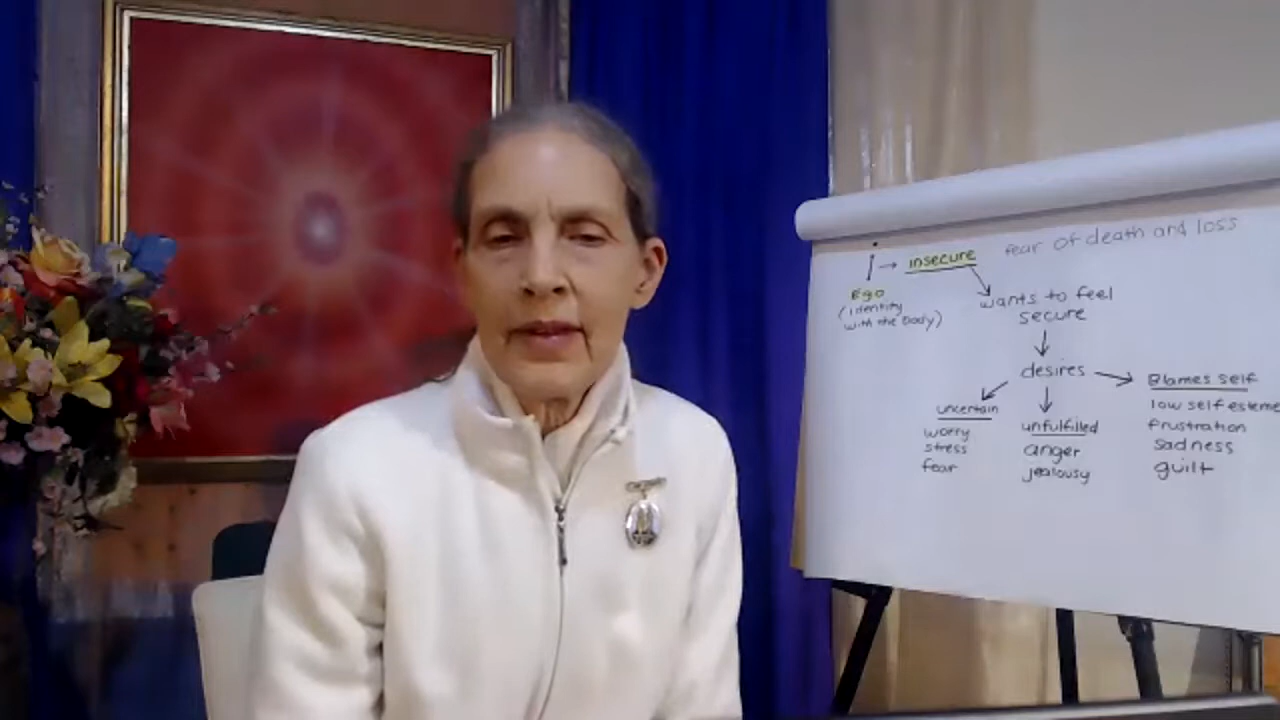 I → insecure fear of death and loss
Ego
(identity
with the body)
wants to feel
secure
desires
uncertain
worry
stress
fear
unfulfilled
anger
jealousy
Blames self
low self esteme
frustration
sadness
guilt